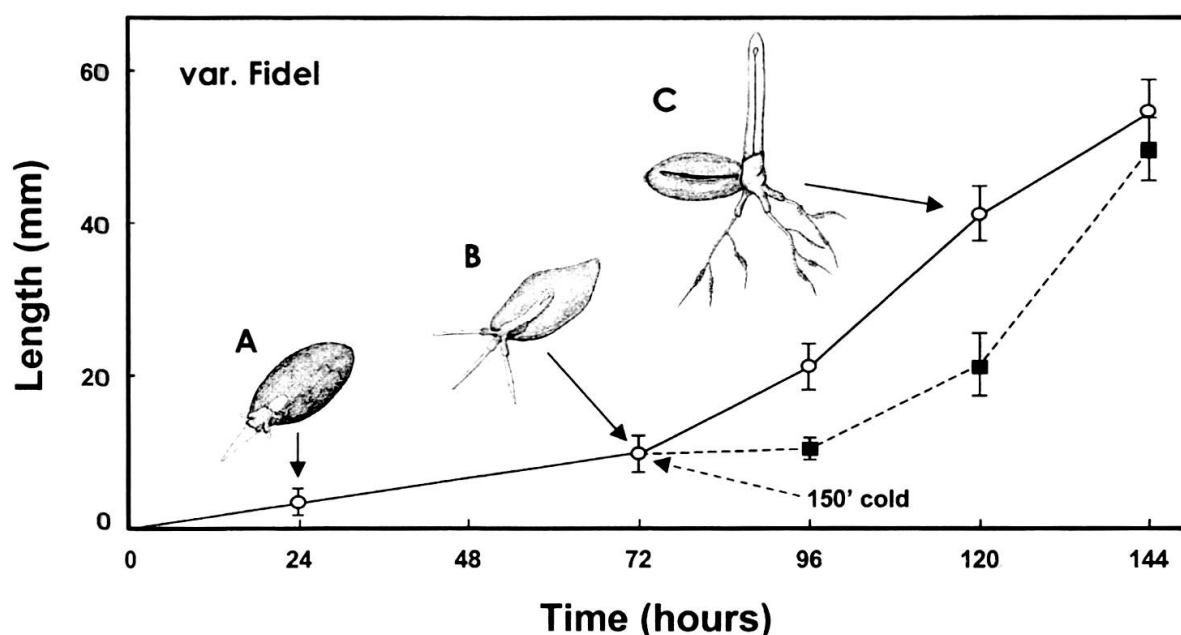 60
var. Fidel
C
40
B
Length (mm)
A
20
150' cold
0
0 24 48 72 96 120 144
Time (hours)